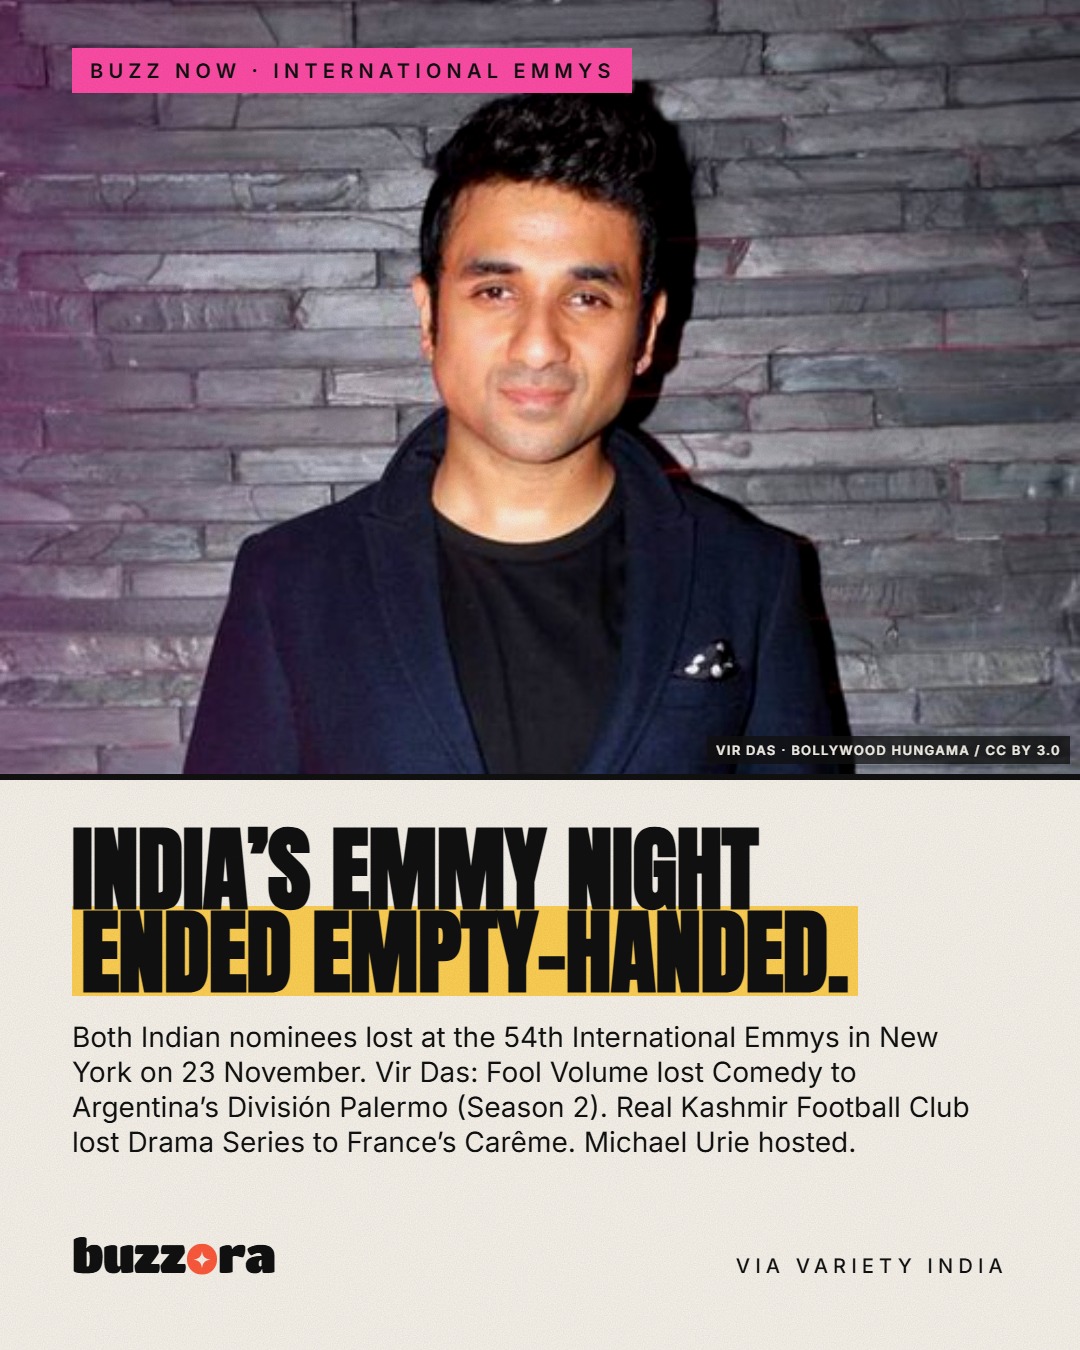 BUZZ NOW · INTERNATIONAL EMMYS
VIR DAS · BOLLYWOOD HUNGAMA / CC BY 3.0
INDIA’S EMMY NIGHT
ENDED EMPTY-HANDED.
Both Indian nominees lost at the 54th International Emmys in New
York on 23 November. Vir Das: Fool Volume lost Comedy to
Argentina’s División Palermo (Season 2). Real Kashmir Football Club
lost Drama Series to France’s Carême. Michael Urie hosted.
buzzora
VIA VARIETY INDIA